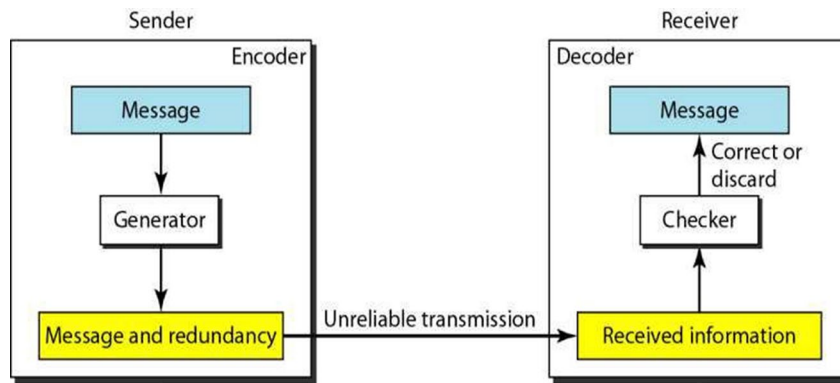 Sender
Receiver
Encoder
Decoder
Message
Message
Correct or
discard
Generator
Checker
Unreliable transmission
Message and redundancy
Received information